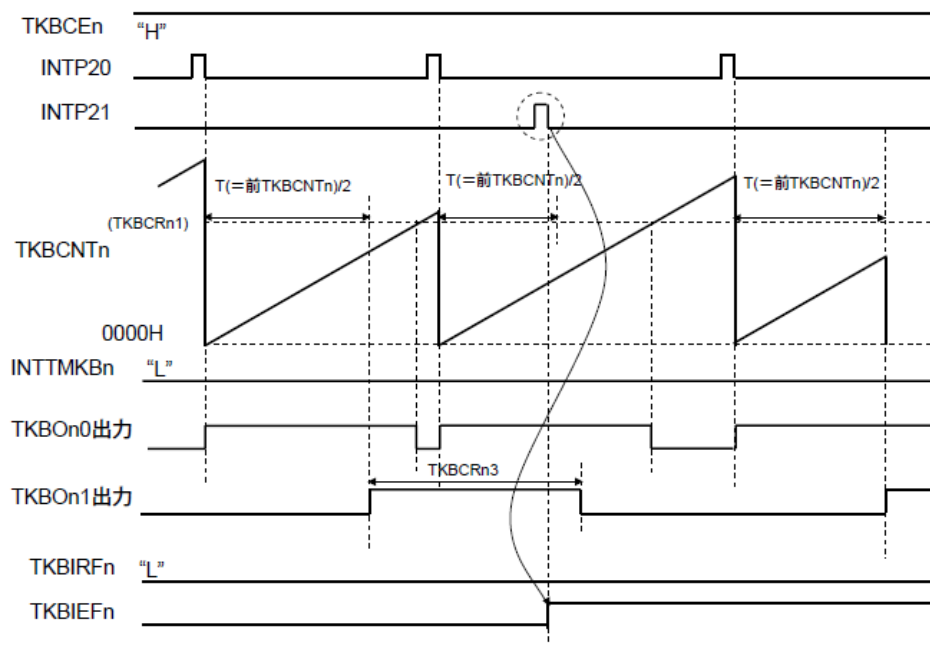 TKBCEn "H"
INTP20
INTP21
T(=前TKBCNTn)/2
T(=前TKBCNTn)/2
T(=前TKBCNTn)/2
(TKBCRn1)
TKBCNTn
0000H
INTTMKBn "L"
TKBOn0出力
TKBCRn3
TKBOn1出力
TKBIRFn "L"
TKBIEFn